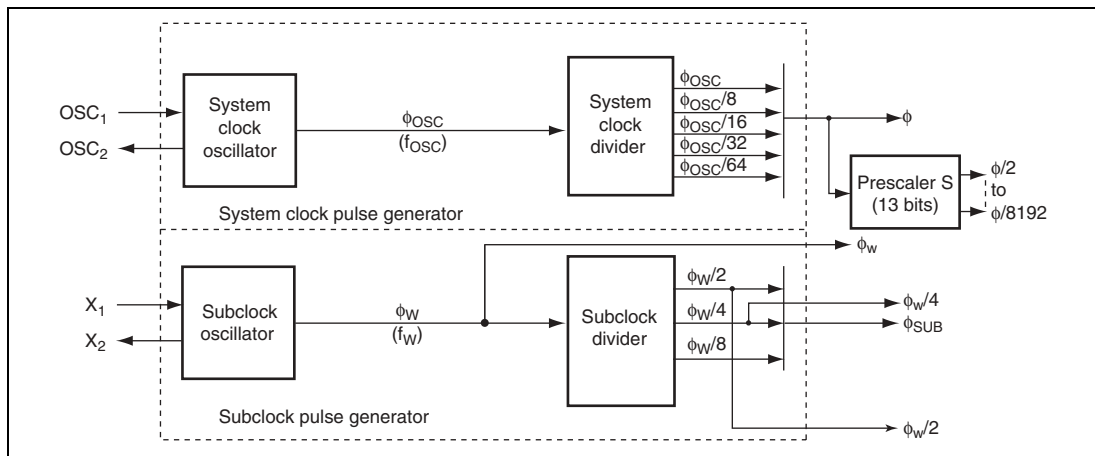 OSC1
OSC2
System
clock
oscillator
φOSC
(fOSC)
System
clock
divider
φOSC
φOSC/8
φOSC/16
φOSC/32
φOSC/64
φ
Prescaler S
(13 bits)
φ/2
to
φ/8192
System clock pulse generator
φw
X1
X2
Subclock
oscillator
φW
(fW)
Subclock
divider
φW/2
φW/4
φW/8
φw/4
φSUB
φw/2
Subclock pulse generator